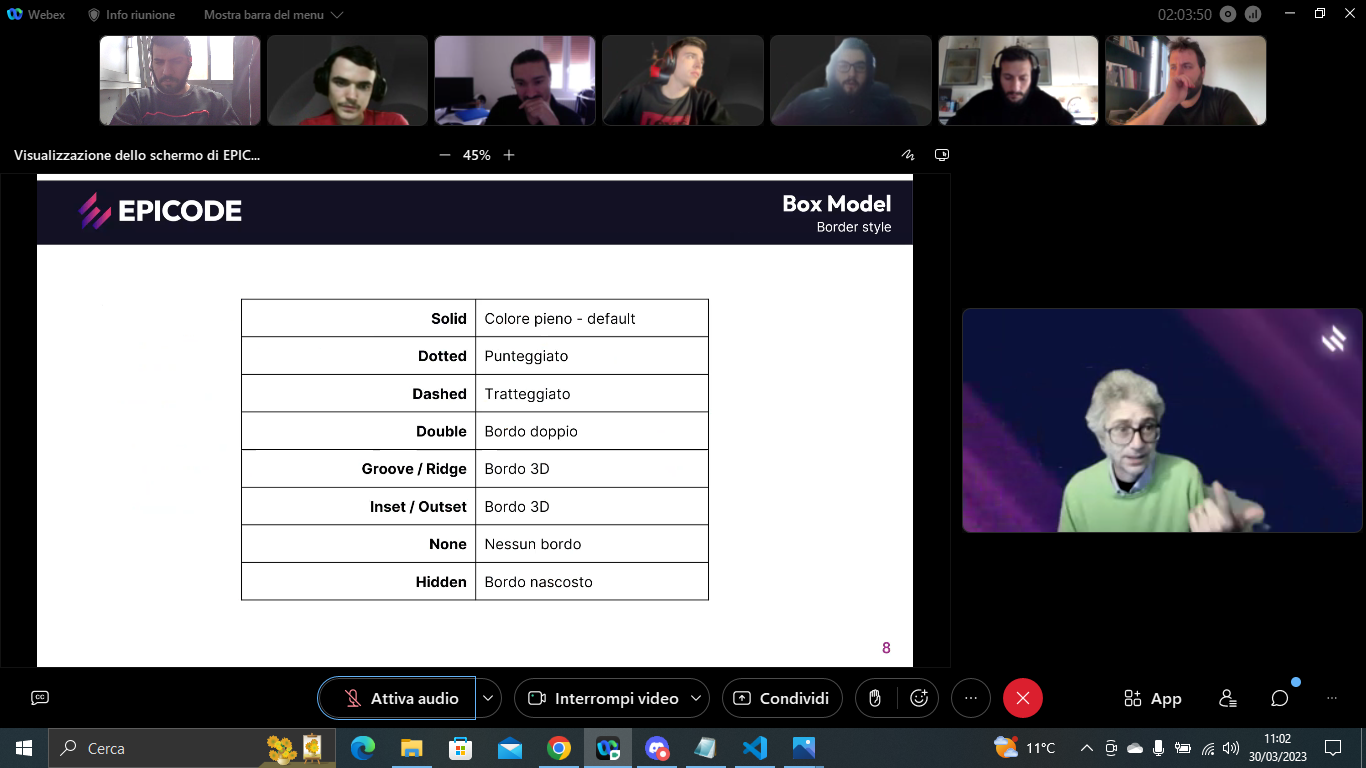 Webex
Info riunione
Mostra barra del menu
02:03:50
Visualizzazione dello schermo di EPIC...
45%
EPICODE
Box Model
Border style
Solid Colore pieno - default
Dotted Punteggiato
Dashed Tratteggiato
Double Bordo doppio
Groove / Ridge Bordo 3D
Inset / Outset Bordo 3D
None Nessun bordo
Hidden Bordo nascosto
8
CC
Attiva audio
Interrompi video
Condividi
App
Cerca
11°C
11:02
30/03/2023